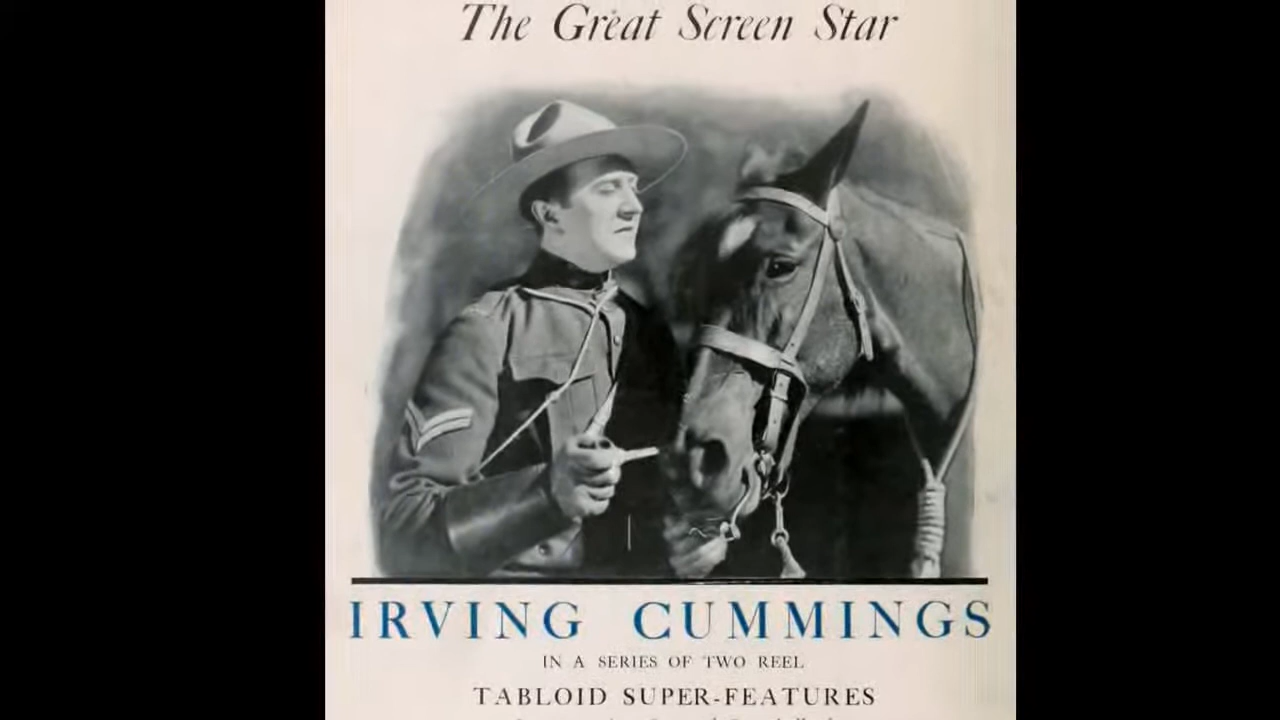 The Great Screen Star
IRVING CUMMINGS
IN A SERIES OF TWO REEL
TABLOID SUPER-FEATURES